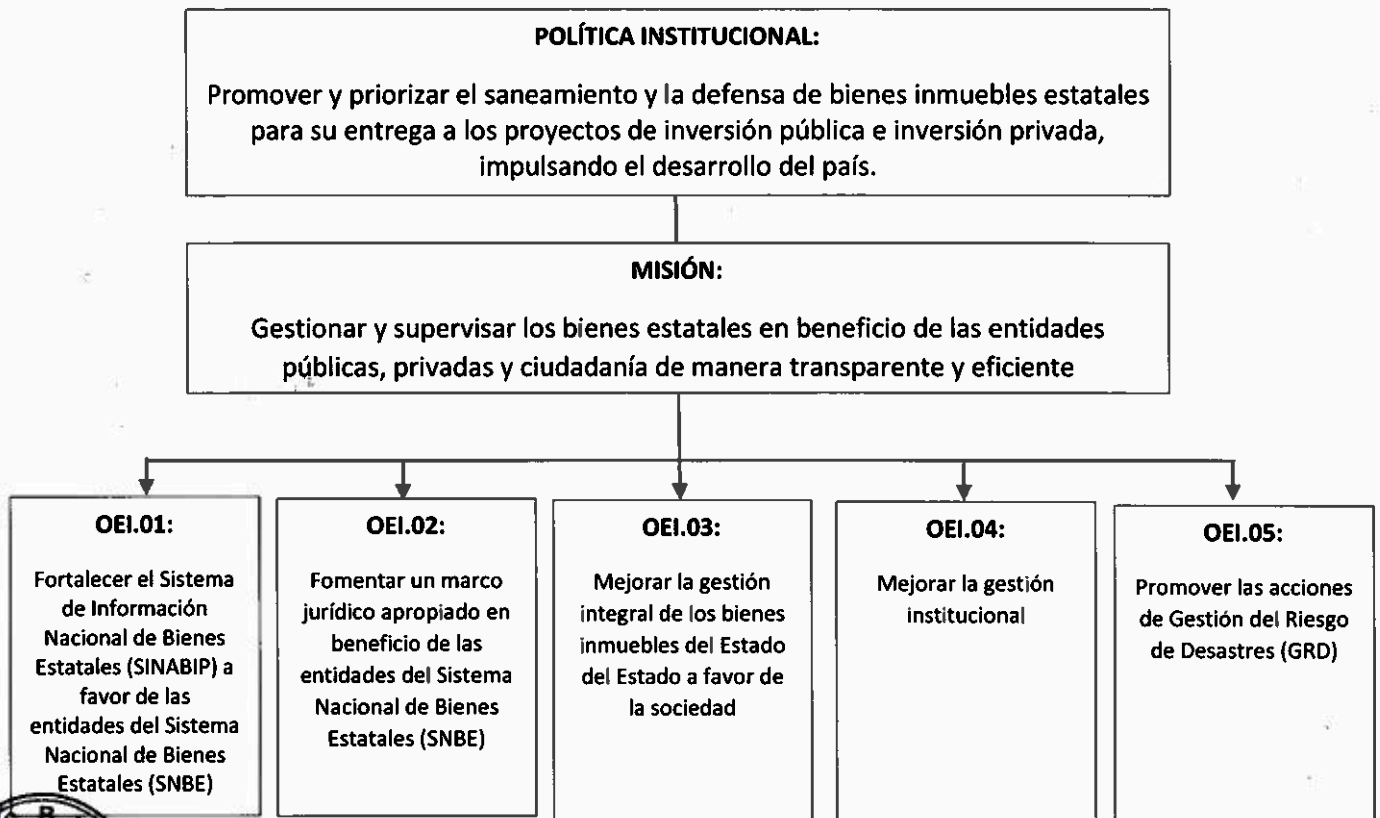 POLÍTICA INSTITUCIONAL:
Promover y priorizar el saneamiento y la defensa de bienes inmuebles estatales
para su entrega a los proyectos de inversión pública e inversión privada,
impulsando el desarrollo del país.
MISIÓN:
Gestionar y supervisar los bienes estatales en beneficio de las entidades
públicas, privadas y ciudadanía de manera transparente y eficiente
OEI.01:
Fortalecer el Sistema
de Información
Nacional de Bienes
Estatales (SINABIP) a
favor de las
entidades del Sistema
Nacional de Bienes
Estatales (SNBE)
OEI.02:
Fomentar un marco
jurídico apropiado en
beneficio de las
entidades del Sistema
Nacional de Bienes
Estatales (SNBE)
OEI.03:
Mejorar la gestión
integral de los bienes
inmuebles del Estado
del Estado a favor de
la sociedad
OEI.04:
Mejorar la gestión
institucional
OEI.05:
Promover las acciones
de Gestión del Riesgo
de Desastres (GRD)